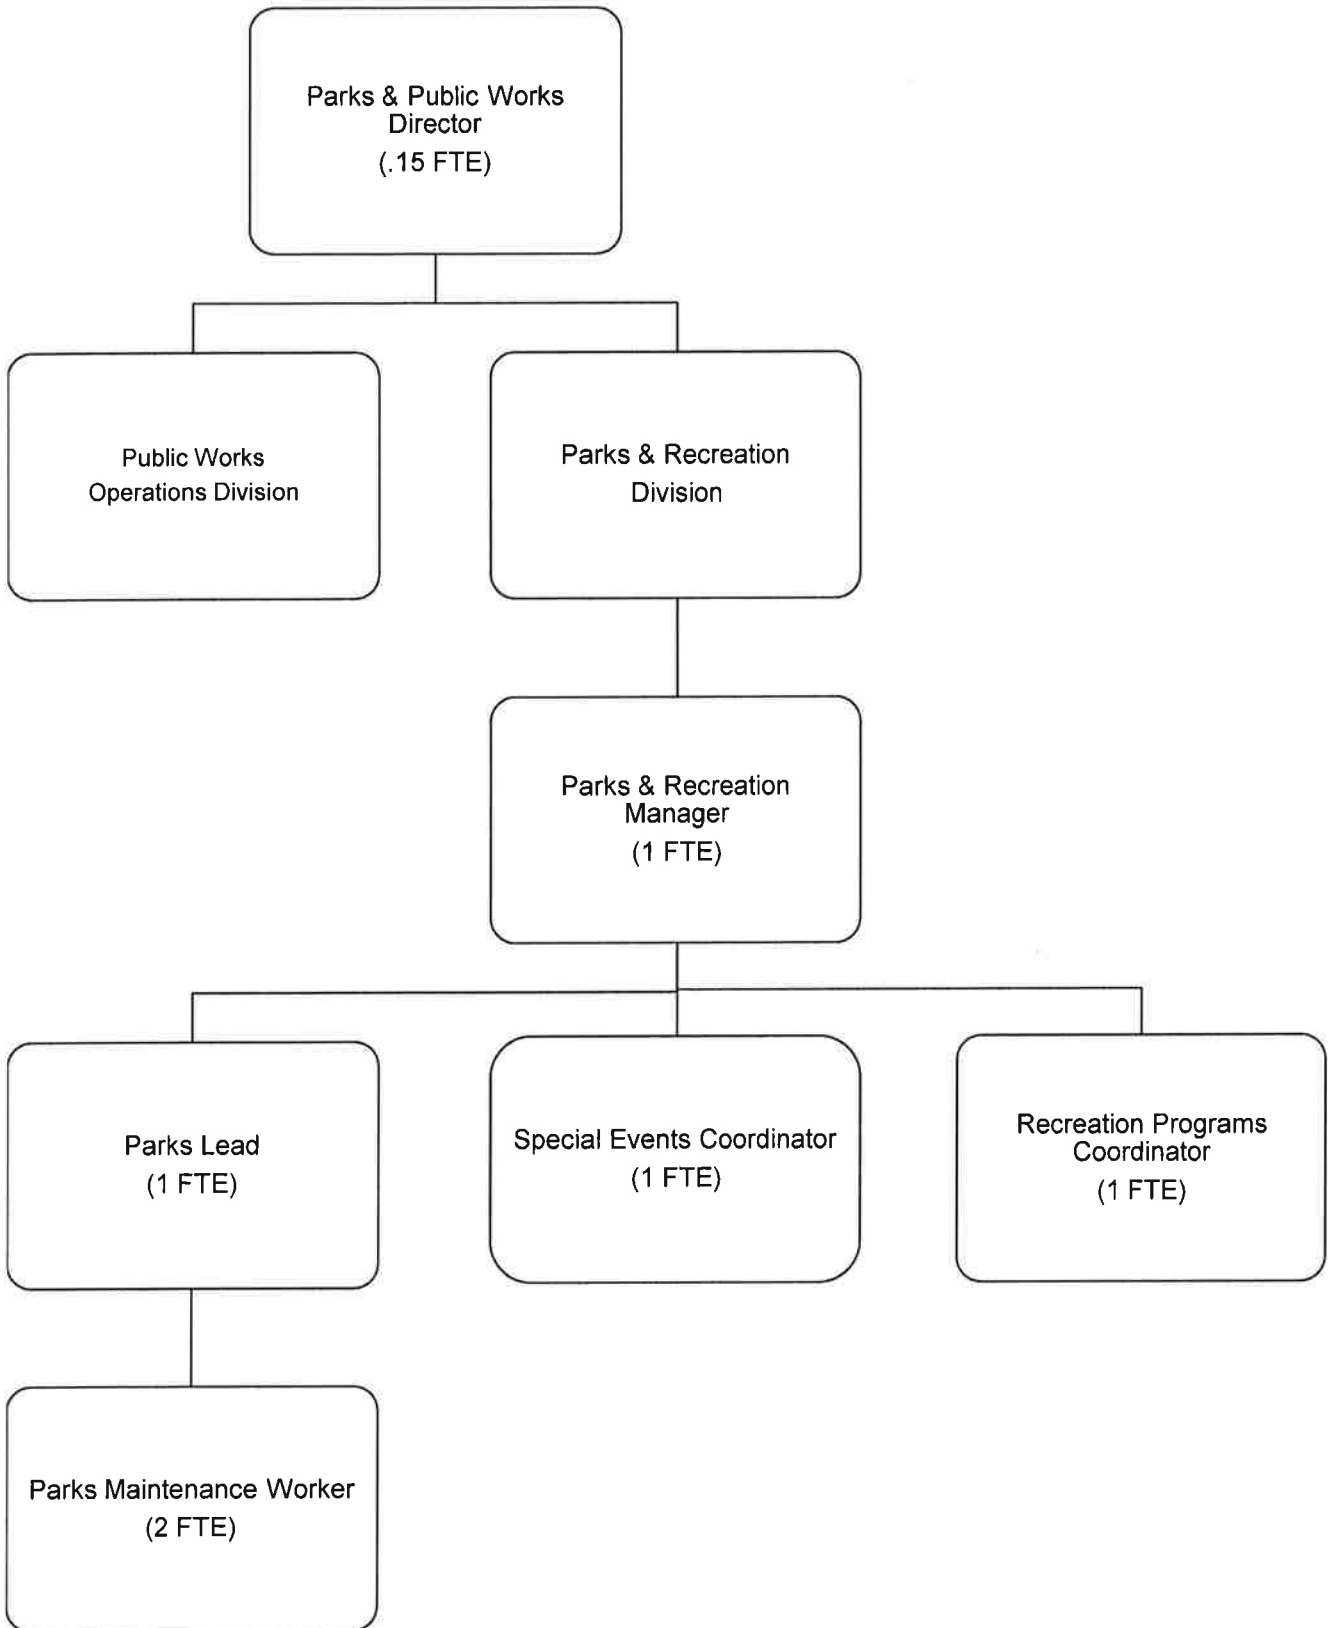 Parks & Public Works
Director
(.15 FTE)
Public Works
Operations Division
Parks & Recreation
Division
Parks & Recreation
Manager
(1 FTE)
Parks Lead
(1 FTE)
Special Events Coordinator
(1 FTE)
Recreation Programs
Coordinator
(1 FTE)
Parks Maintenance Worker
(2 FTE)